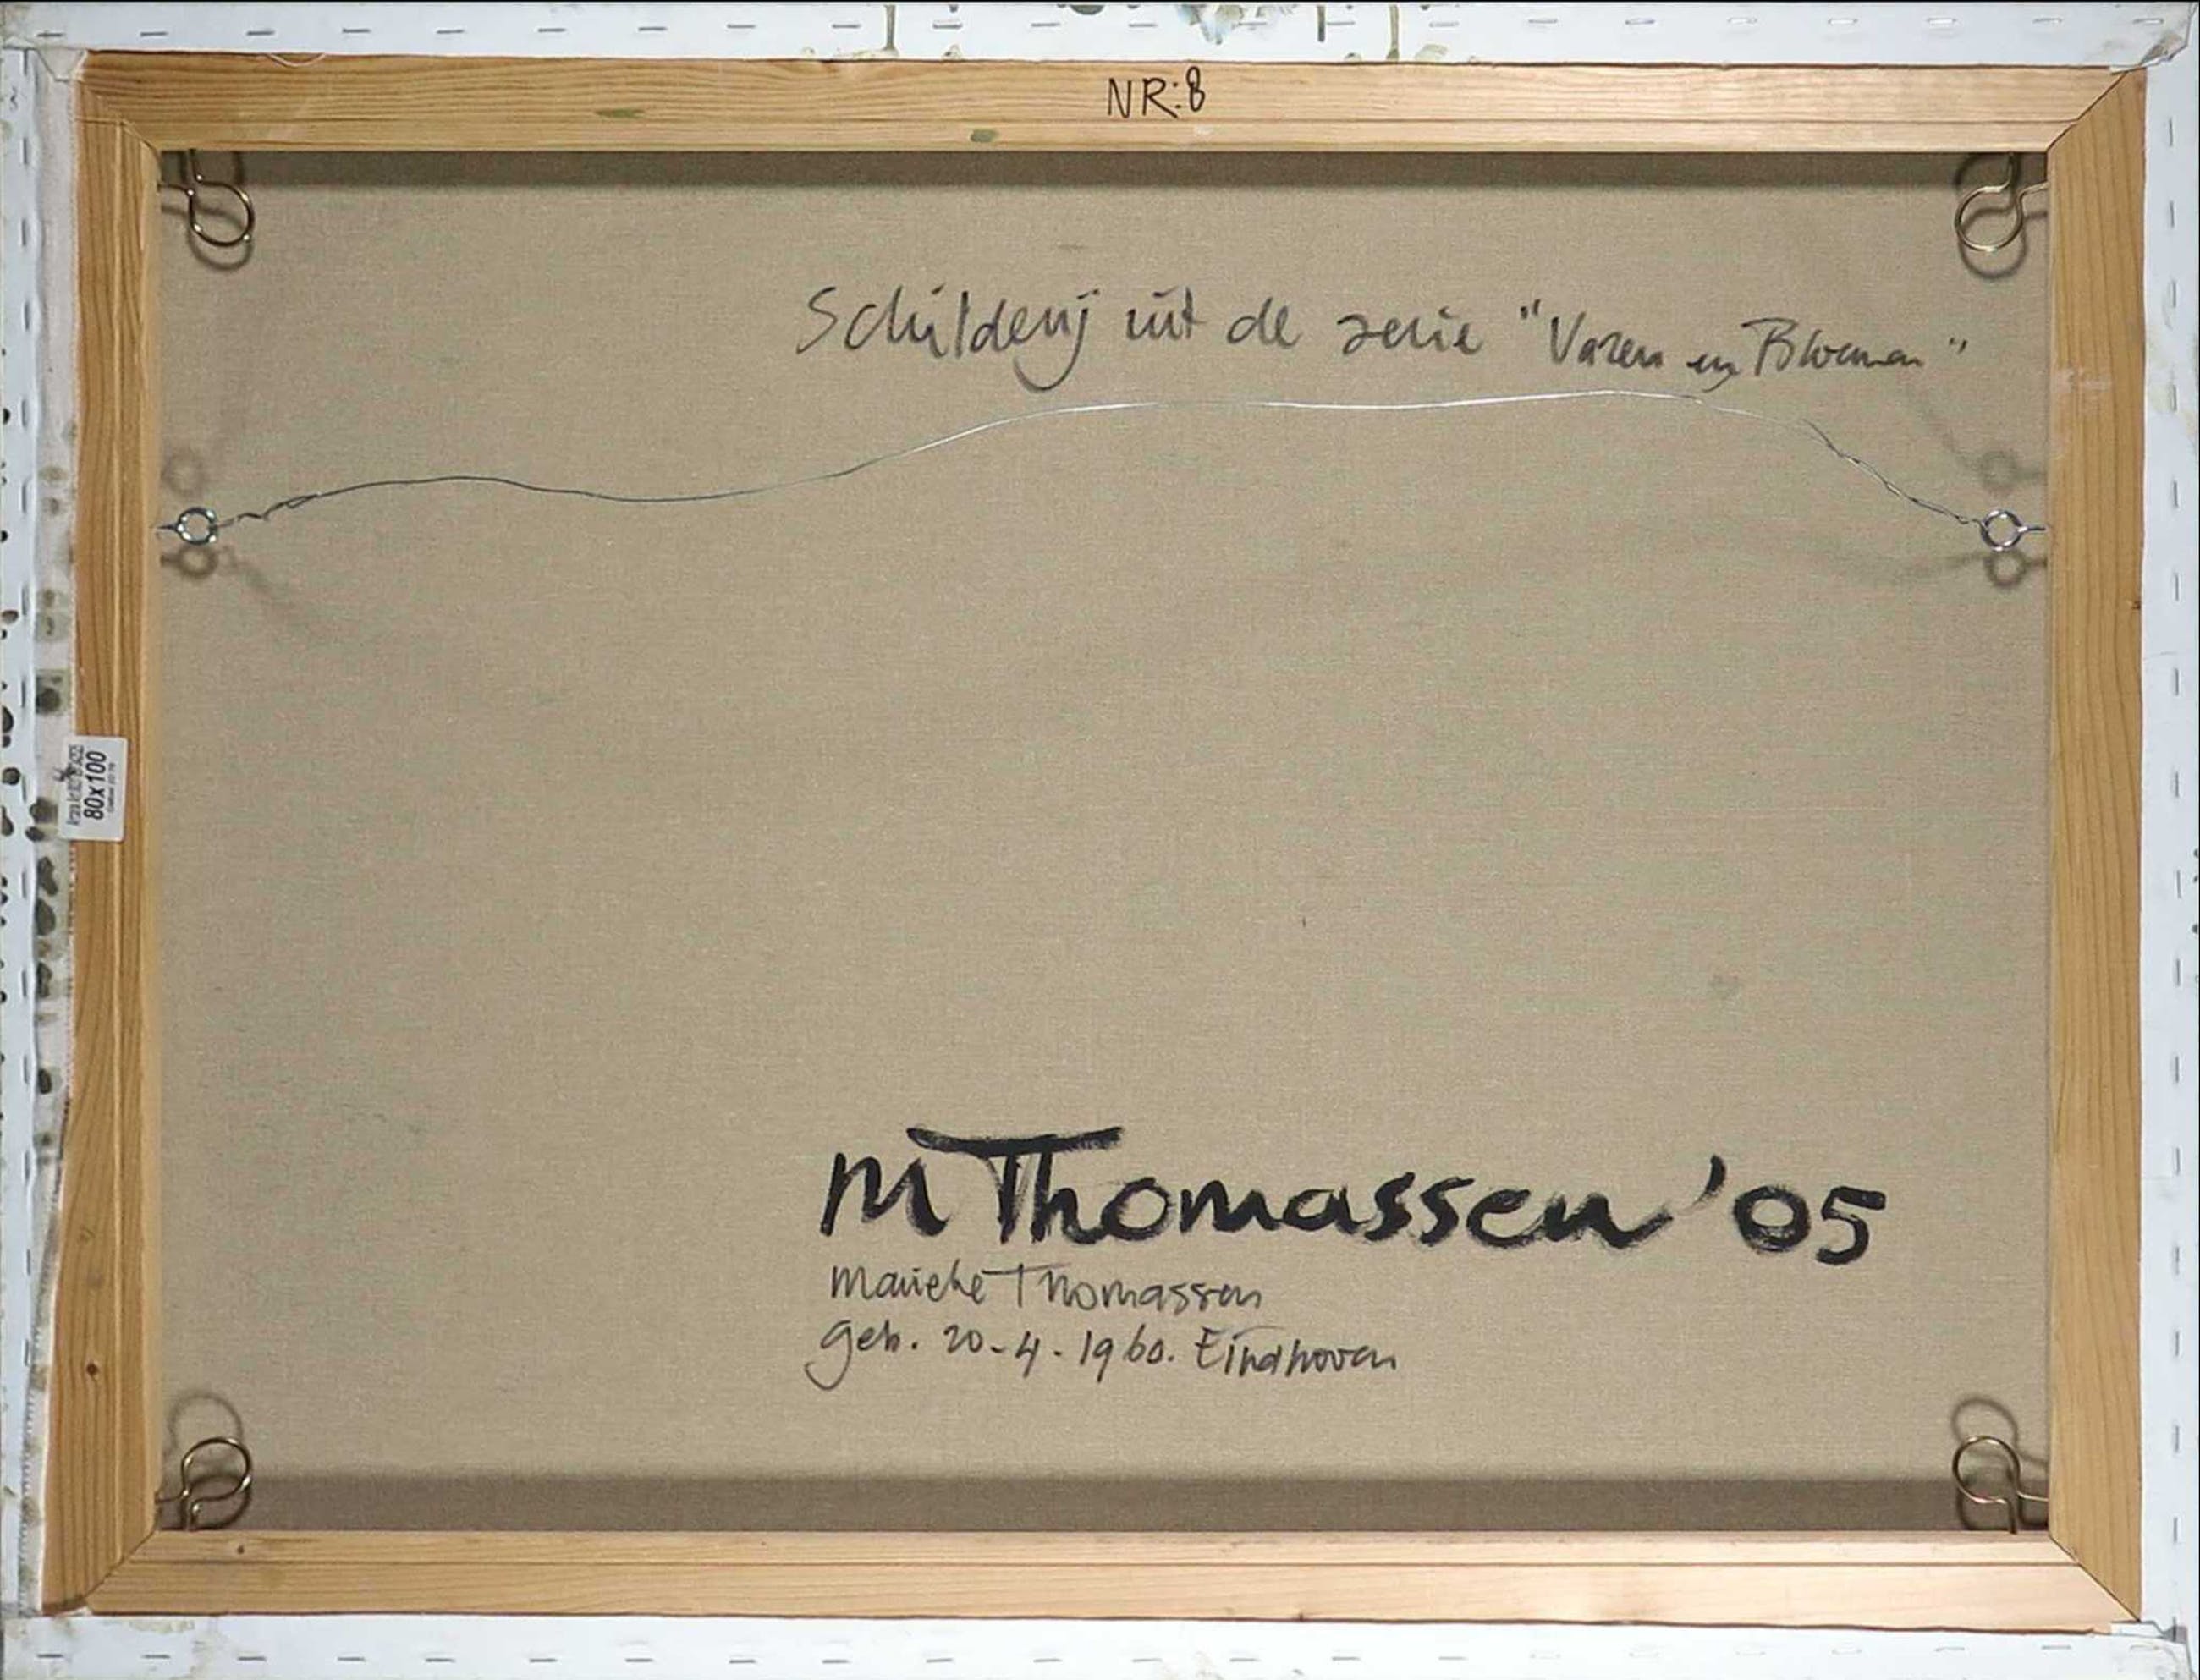 NR:8
Schilderij uit de serie "Vazen en Bloemen"
80x100
M Thomassen '05
Marieke Thomassen
geb. 20-4-1960. Eindhoven